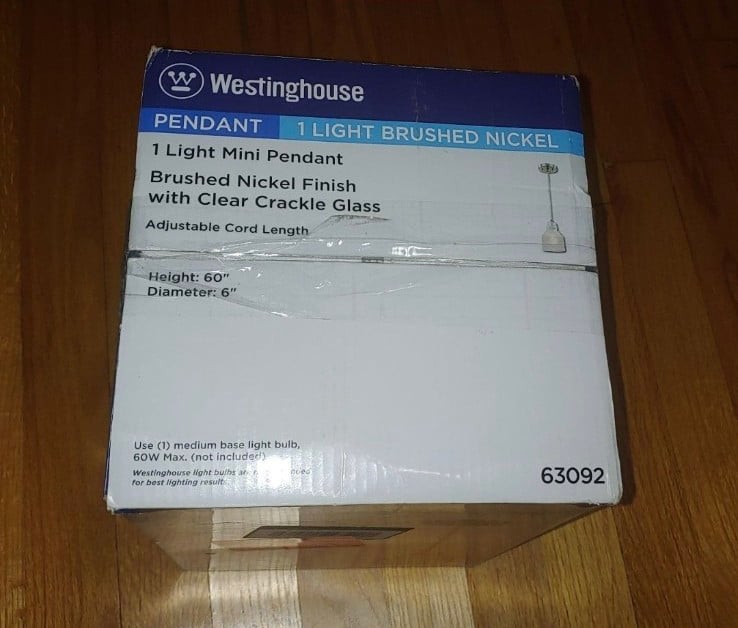 Westinghouse
PENDANT 1 LIGHT BRUSHED NICKEL
1 Light Mini Pendant
Brushed Nickel Finish
with Clear Crackle Glass
Adjustable Cord Length
Height: 60"
Diameter: 6"
Use (1) medium base light bulb,
60W Max. (not included)
Westinghouse light bulbs are
for best lighting results
63092